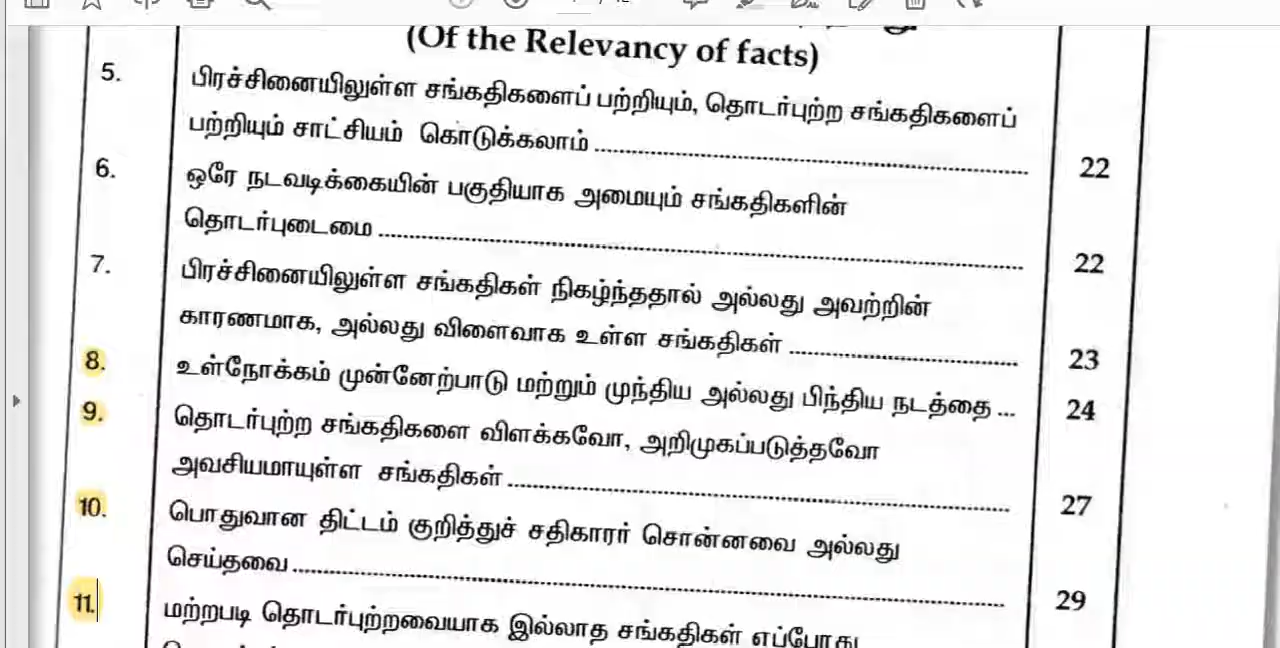 (Of the Relevancy of facts)
5. பிரச்சினையிலுள்ள சங்கதிகளைப் பற்றியும், தொடர்புற்ற சங்கதிகளைப்
பற்றியும் சாட்சியம் கொடுக்கலாம் ........ 22
6. ஒரே நடவடிக்கையின் பகுதியாக அமையும் சங்கதிகளின்
தொடர்புடைமை ........ 22
7. பிரச்சினையிலுள்ள சங்கதிகள் நிகழ்ந்ததால் அல்லது அவற்றின்
காரணமாக, அல்லது விளைவாக உள்ள சங்கதிகள் ........ 23
8. உள்நோக்கம் முன்னேற்பாடு மற்றும் முந்திய அல்லது பிந்திய நடத்தை ... 24
9. தொடர்புற்ற சங்கதிகளை விளக்கவோ, அறிமுகப்படுத்தவோ
அவசியமாயுள்ள சங்கதிகள் ........ 27
10. பொதுவான திட்டம் குறித்துச் சதிகாரர் சொன்னவை அல்லது
செய்தவை ........ 29
11. மற்றபடி தொடர்புற்றவையாக இல்லாத சங்கதிகள் எப்போது